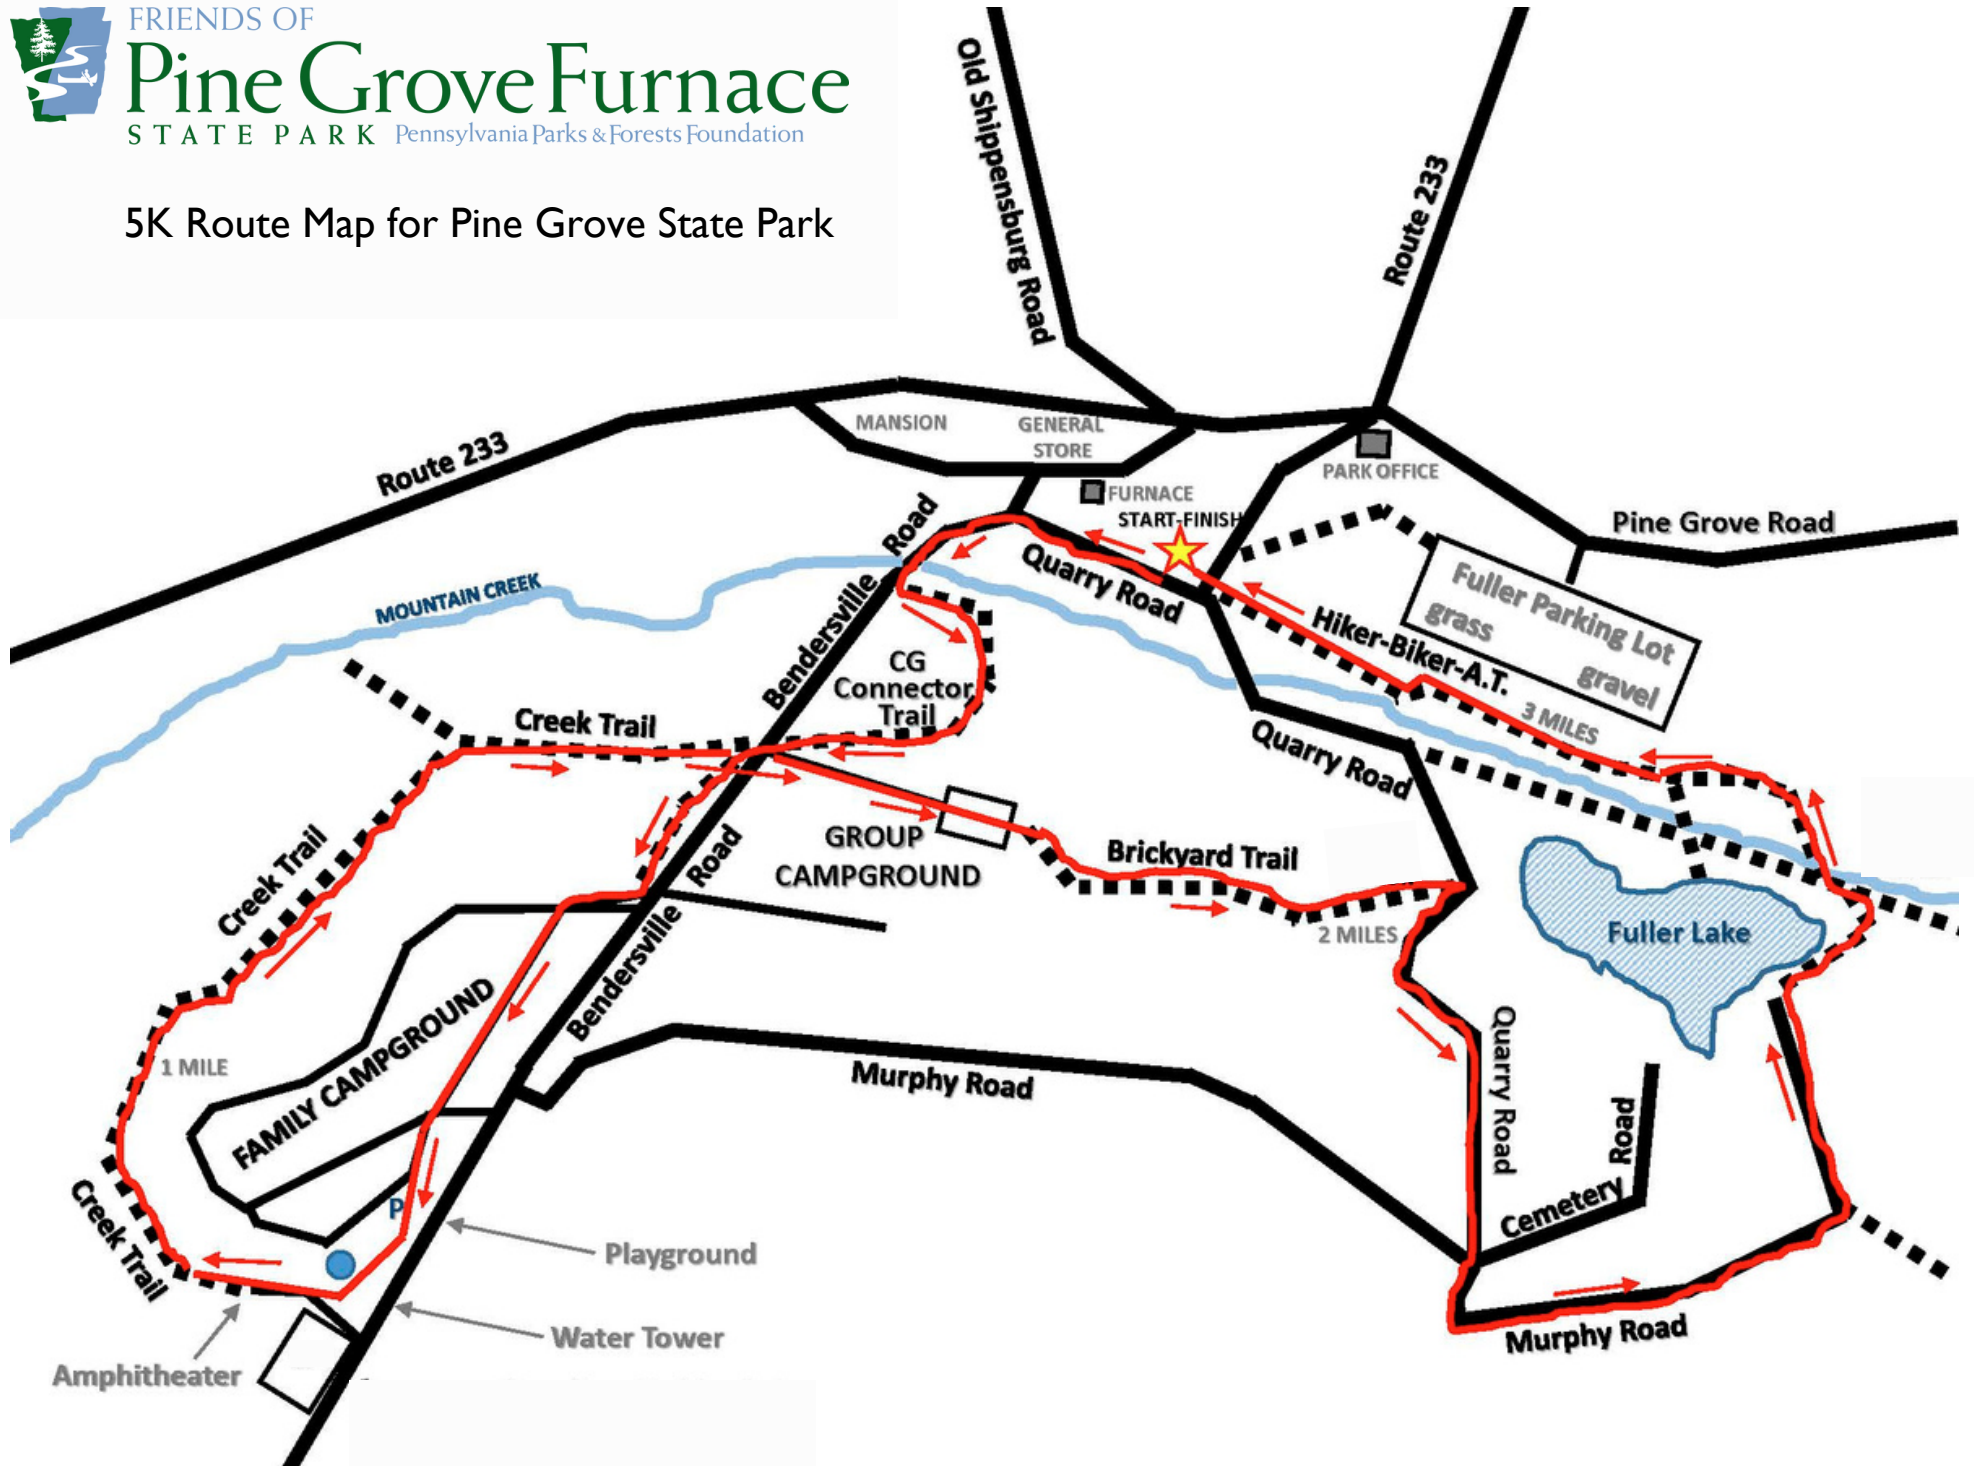 FRIENDS OF
Pine Grove Furnace
STATE PARK Pennsylvania Parks & Forests Foundation
5K Route Map for Pine Grove State Park
Old Shippensburg Road
Route 233
Route 233
MANSION
GENERAL
STORE
PARK OFFICE
FURNACE
START-FINISH
Pine Grove Road
Bendersville Road
Quarry Road
Fuller Parking Lot
grass
gravel
MOUNTAIN CREEK
Hiker-Biker-A.T.
3 MILES
CG
Connector
Trail
Creek Trail
Quarry Road
GROUP
CAMPGROUND
Brickyard Trail
2 MILES
Fuller Lake
Creek Trail
Bendersville Road
FAMILY CAMPGROUND
1 MILE
Murphy Road
Quarry Road
Cemetery Road
Creek Trail
P
Playground
Water Tower
Amphitheater
Murphy Road